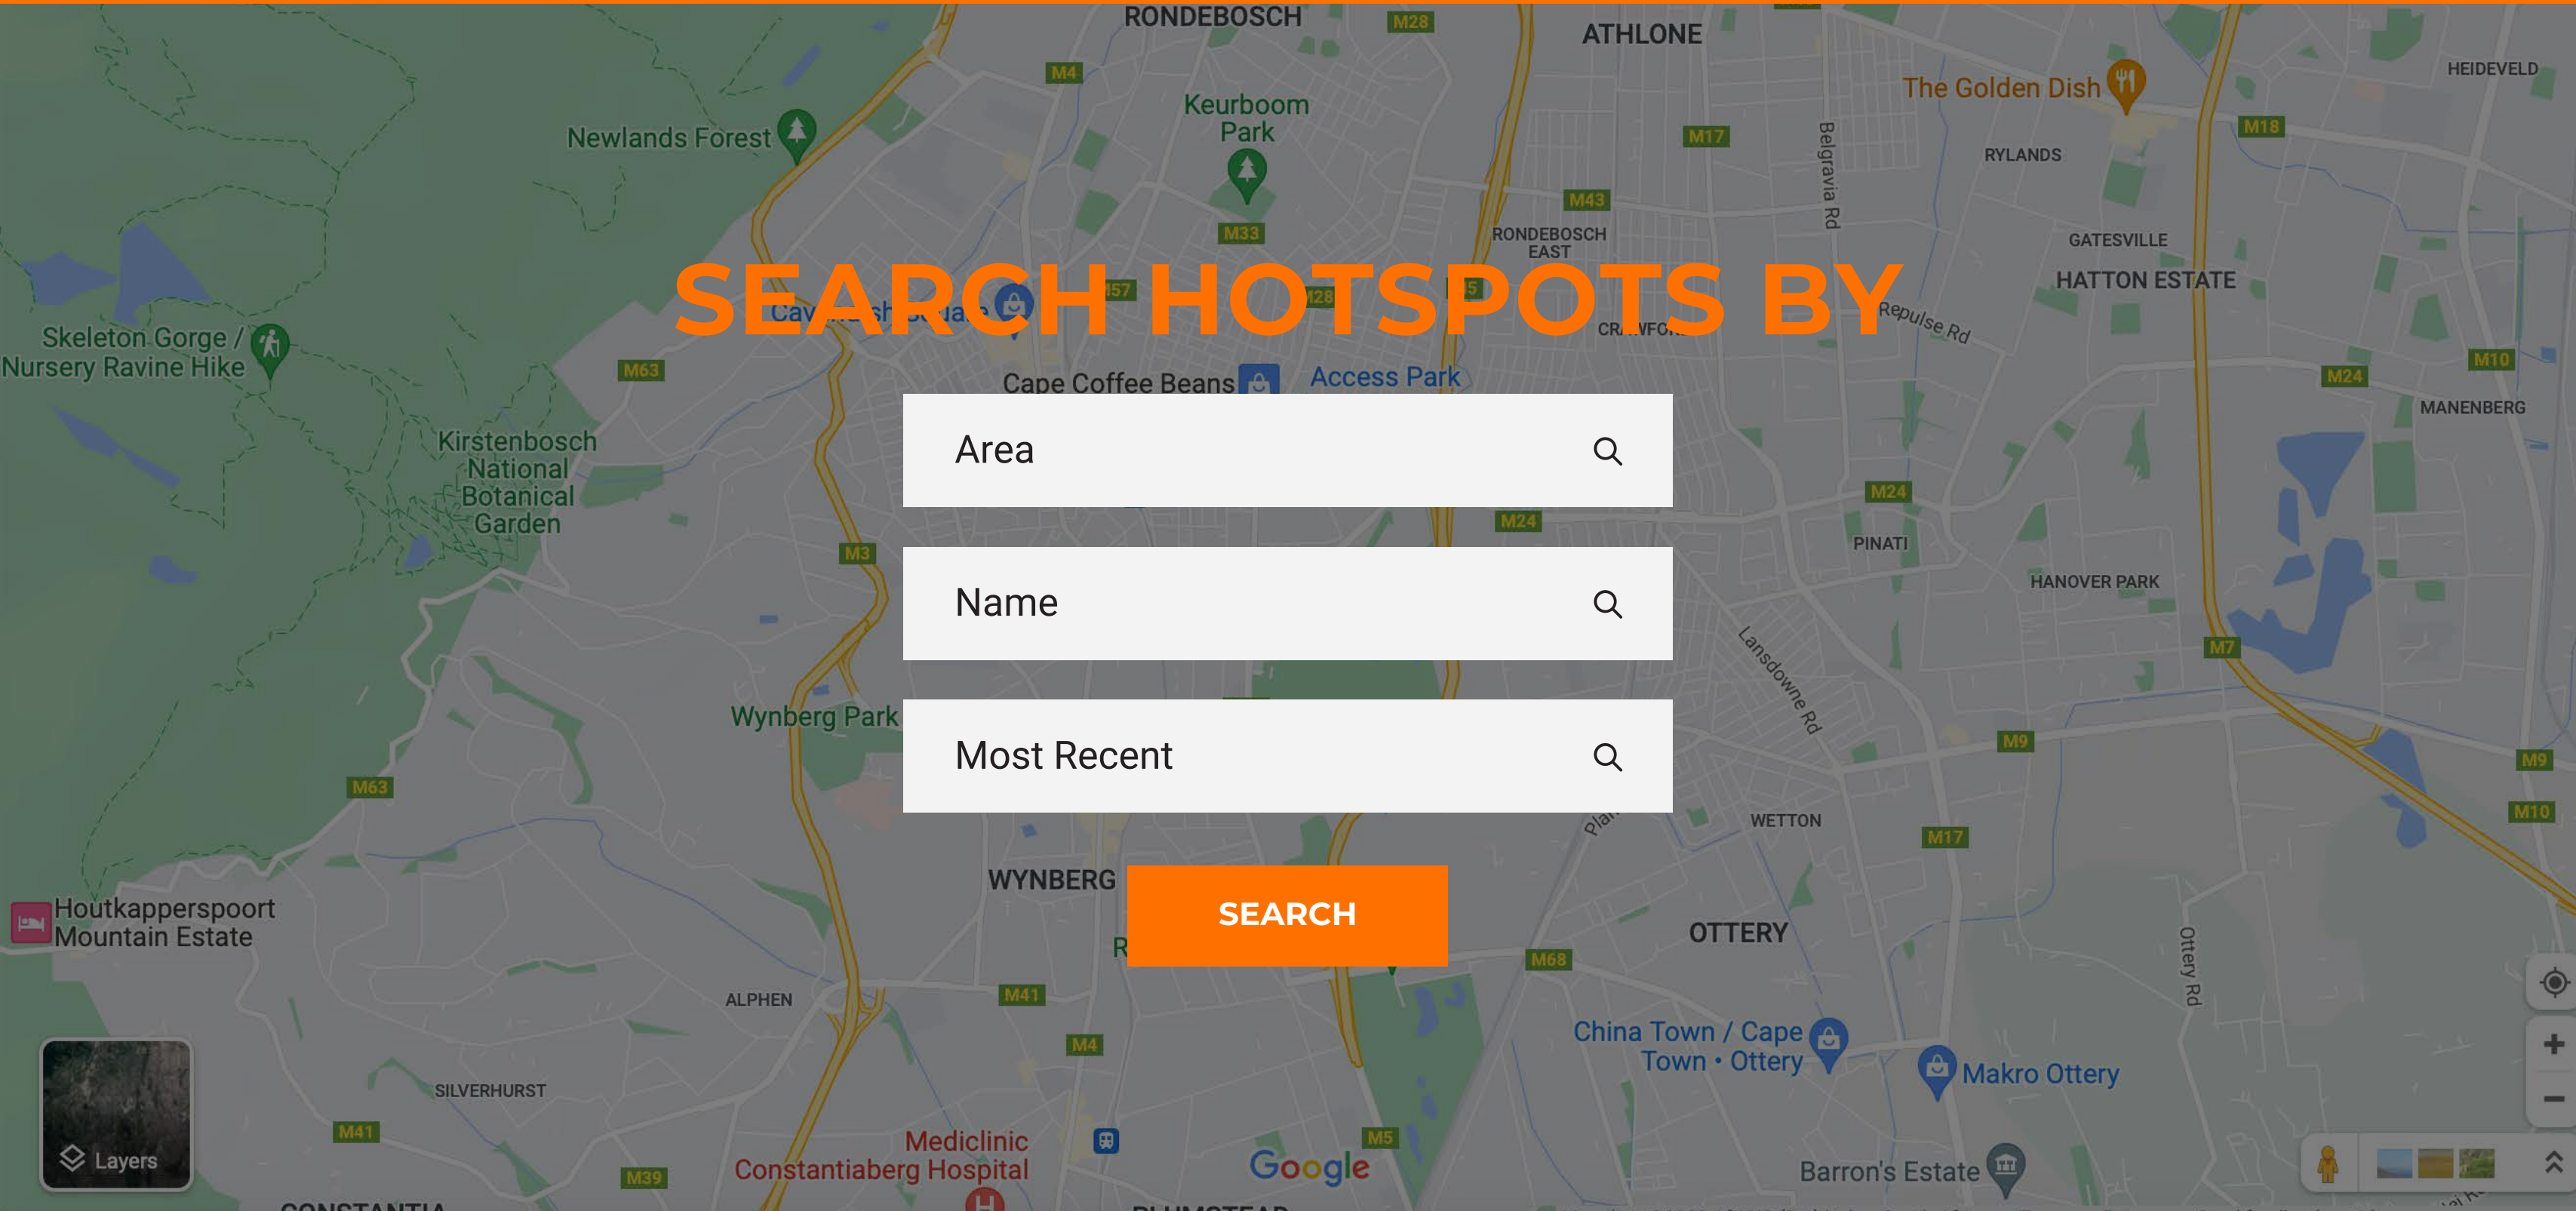 RONDEBOSCH
M28
ATHLONE
HEIDEVELD
M4
The Golden Dish
Keurboom
Park
Newlands Forest
M17
M18
Belgravia Rd
RYLANDS
M43
M33
RONDEBOSCH
EAST
GATESVILLE
HATTON ESTATE
SEARCH HOTSPOTS BY
M28
Repulse Rd
Skeleton Gorge /
Nursery Ravine Hike
M63
Cape Coffee Beans
Access Park
M10
M24
MANENBERG
Area
Kirstenbosch
National
Botanical
Garden
M24
M24
M3
PINATI
HANOVER PARK
Name
M7
Lansdowne Rd
Wynberg Park
Most Recent
M9
M9
M63
M10
WETTON
M17
WYNBERG
SEARCH
Houtkapperspoort
Mountain Estate
OTTERY
M68
Ottery Rd
ALPHEN
M41
China Town / Cape
Town • Ottery
M4
Makro Ottery
SILVERHURST
Layers
M41
M5
Mediclinic
Constantiaberg Hospital
Google
M39
Barron's Estate